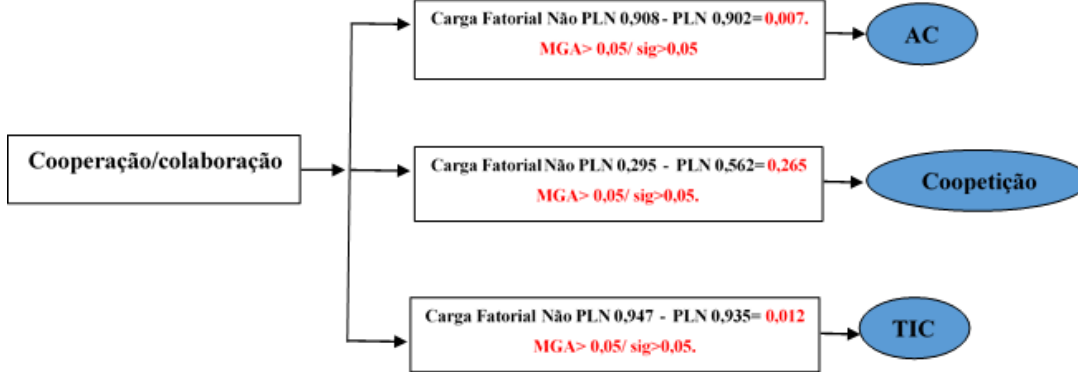 Carga Fatorial Não PLN 0,908 - PLN 0,902= 0,007.
MGA> 0,05/ sig>0,05
AC
Cooperação/colaboração
Carga Fatorial Não PLN 0,295 - PLN 0,562= 0,265
MGA> 0,05/ sig>0,05.
Coopetição
Carga Fatorial Não PLN 0,947 - PLN 0,935= 0,012
MGA> 0,05/ sig>0,05.
TIC